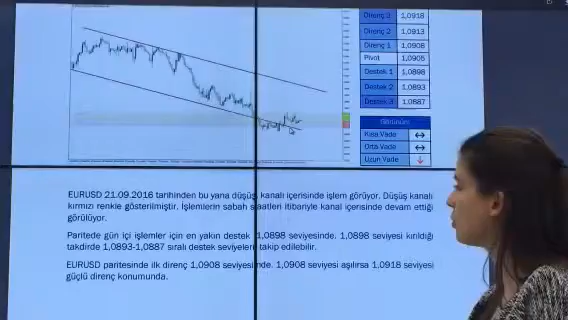 Direnç 3 1,0918
Direnç 2 1,0913
Direnç 1 1,0908
Pivot 1,0905
Destek 1 1,0898
Destek 2 1,0893
Destek 3 1,0887
Görünüm
Kısa Vade
Orta Vade
Uzun Vade
EURUSD 21.09.2016 tarihinden bu yana düşüş kanalı içerisinde işlem görüyor. Düşüş kanalı
kırmızı renkle gösterilmiştir. İşlemlerin sabah saatleri itibariyle kanal içerisinde devam ettiği
görülüyor.
Paritede gün içi işlemler için en yakın destek 1,0898 seviyesinde. 1,0898 seviyesi kırıldığı
takdirde 1,0893-1,0887 sıralı destek seviyeleri takip edilebilir.
EURUSD paritesinde ilk direnç 1,0908 seviyesinde. 1,0908 seviyesi aşılırsa 1,0918 seviyesi
güçlü direnç konumunda.